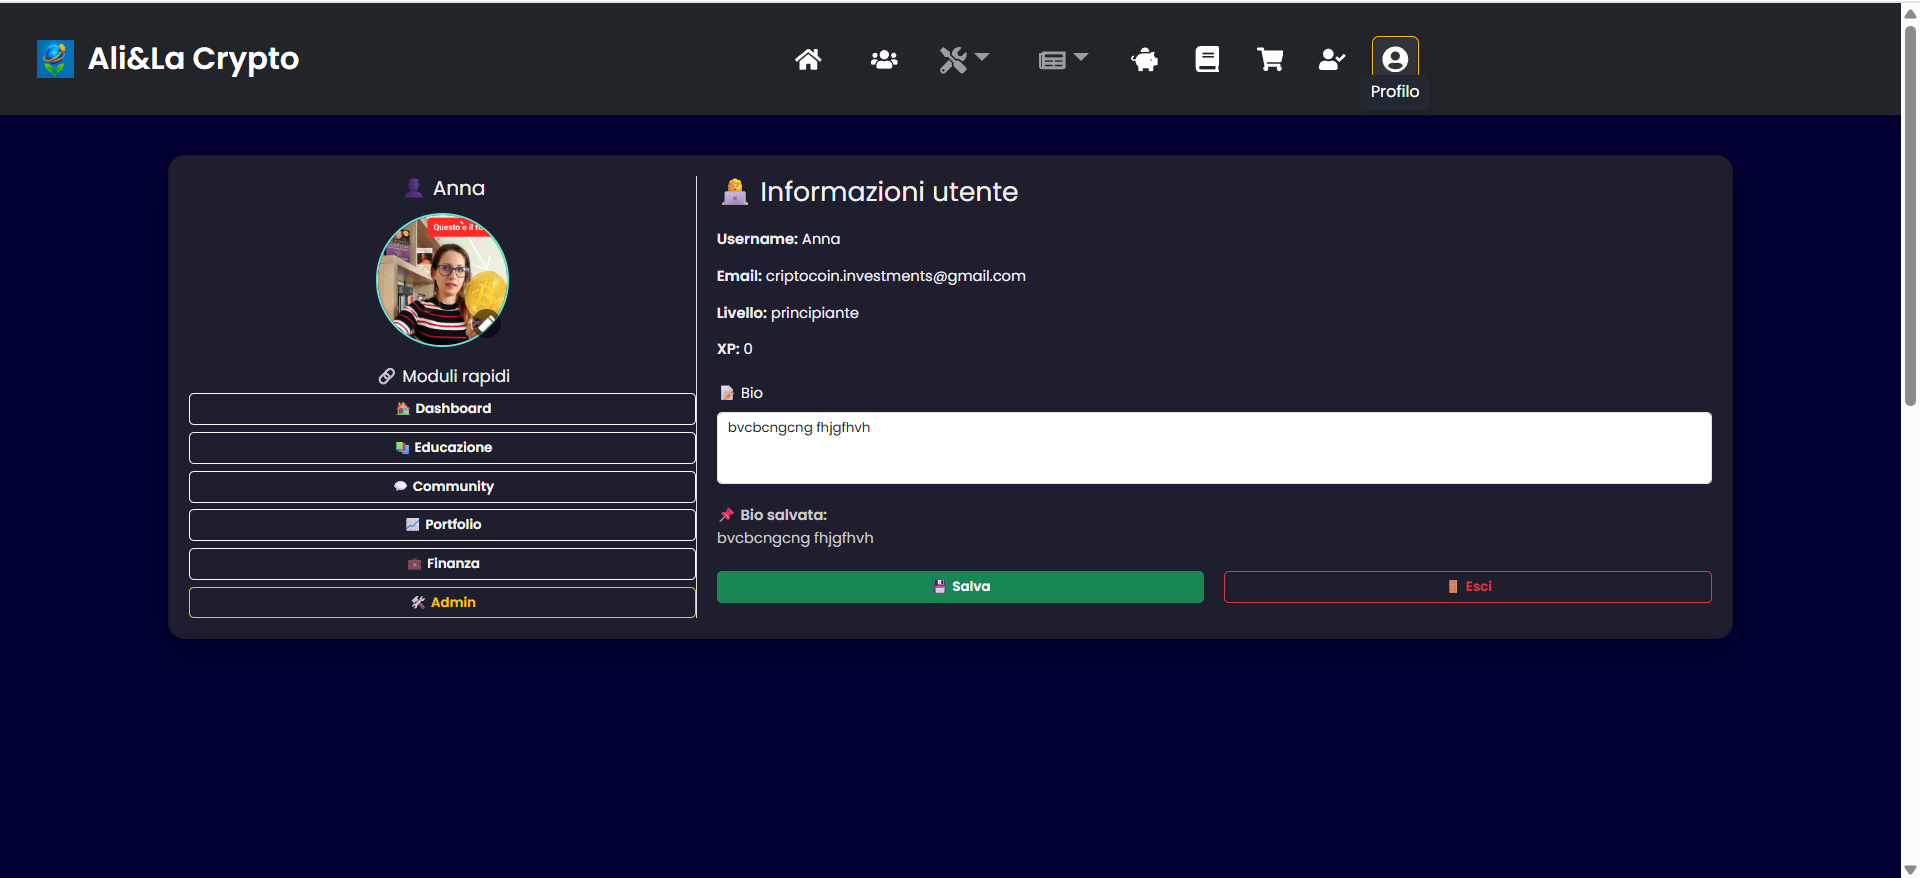 Ali&La Crypto
Profilo
Anna
Questo è il fu
Moduli rapidi
Dashboard
Educazione
Community
Portfolio
Finanza
Admin
Informazioni utente
Username: Anna
Email: criptocoin.investments@gmail.com
Livello: principiante
XP: 0
Bio
bvcbcngcng fhjgfhvh
Bio salvata:
bvcbcngcng fhjgfhvh
Salva
Esci